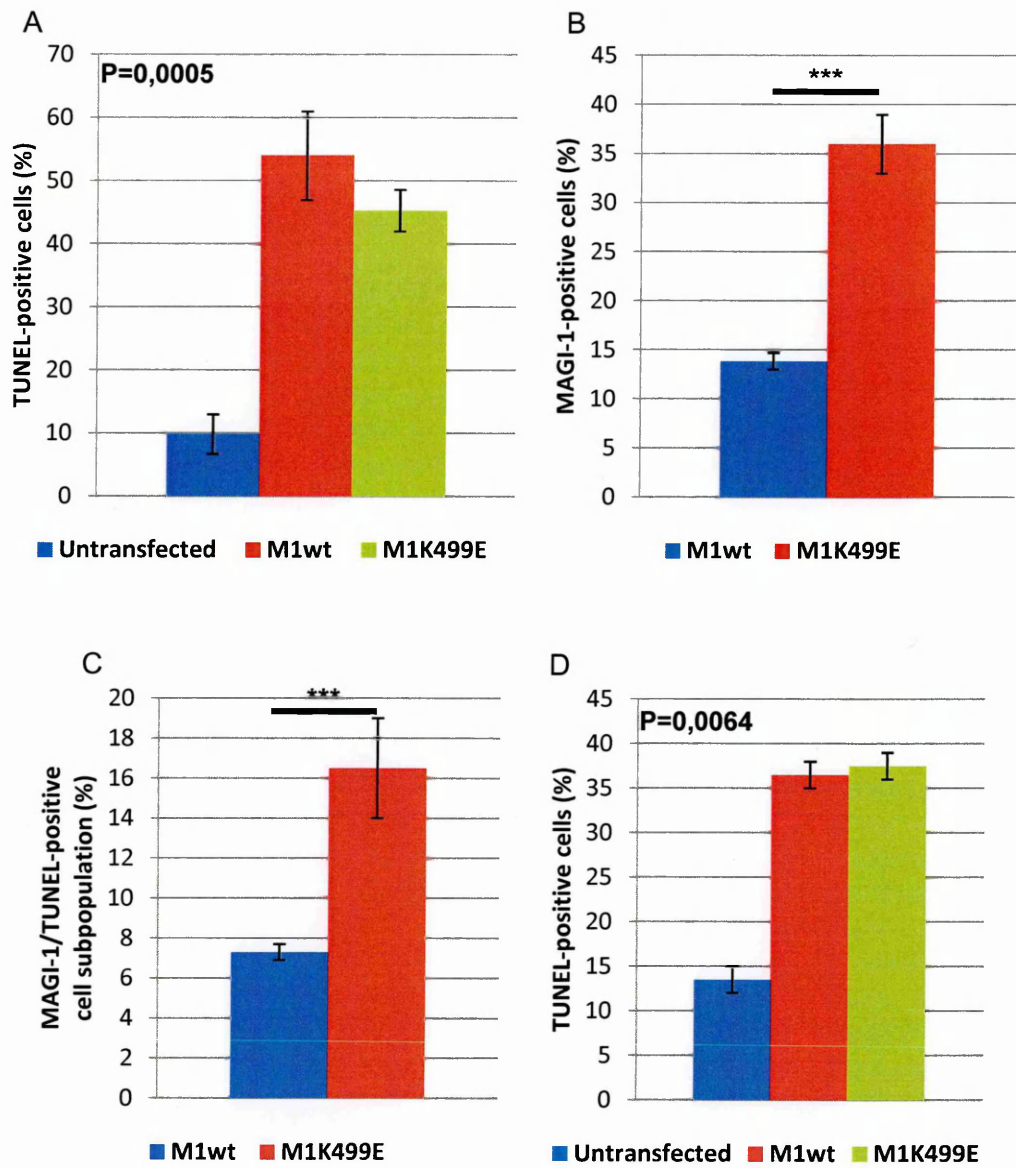 A
TUNEL-positive cells (%)
70
60
50
40
30
20
10
0
P=0,0005
Untransfected M1wt M1K499E
B
MAGI-1-positive cells (%)
45
40
35
30
25
20
15
10
5
0
***
M1wt M1K499E
C
MAGI-1/TUNEL-positive
cell subpopulation (%)
20
18
16
14
12
10
8
6
4
2
0
***
M1wt M1K499E
D
TUNEL-positive cells (%)
45
40
35
30
25
20
15
10
5
0
P=0,0064
Untransfected M1wt M1K499E